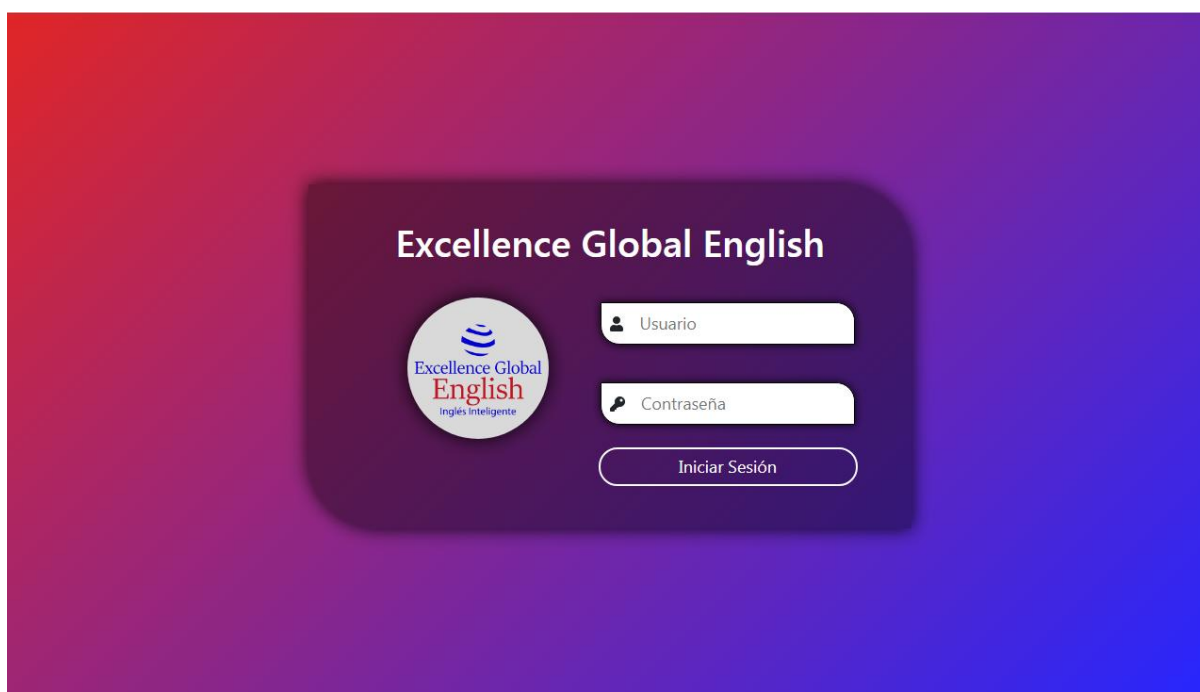 Excellence Global English
Excellence Global
English
Inglés Inteligente
Usuario
Contraseña
Iniciar Sesión